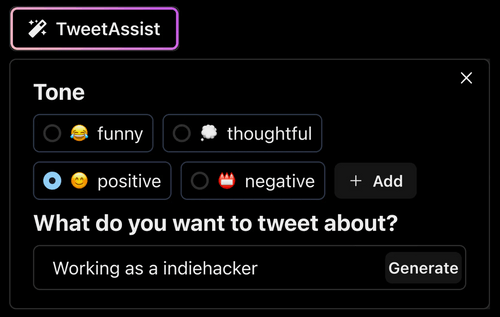 TweetAssist
Tone
funny thoughtful
positive negative + Add
What do you want to tweet about?
Working as a indiehacker Generate